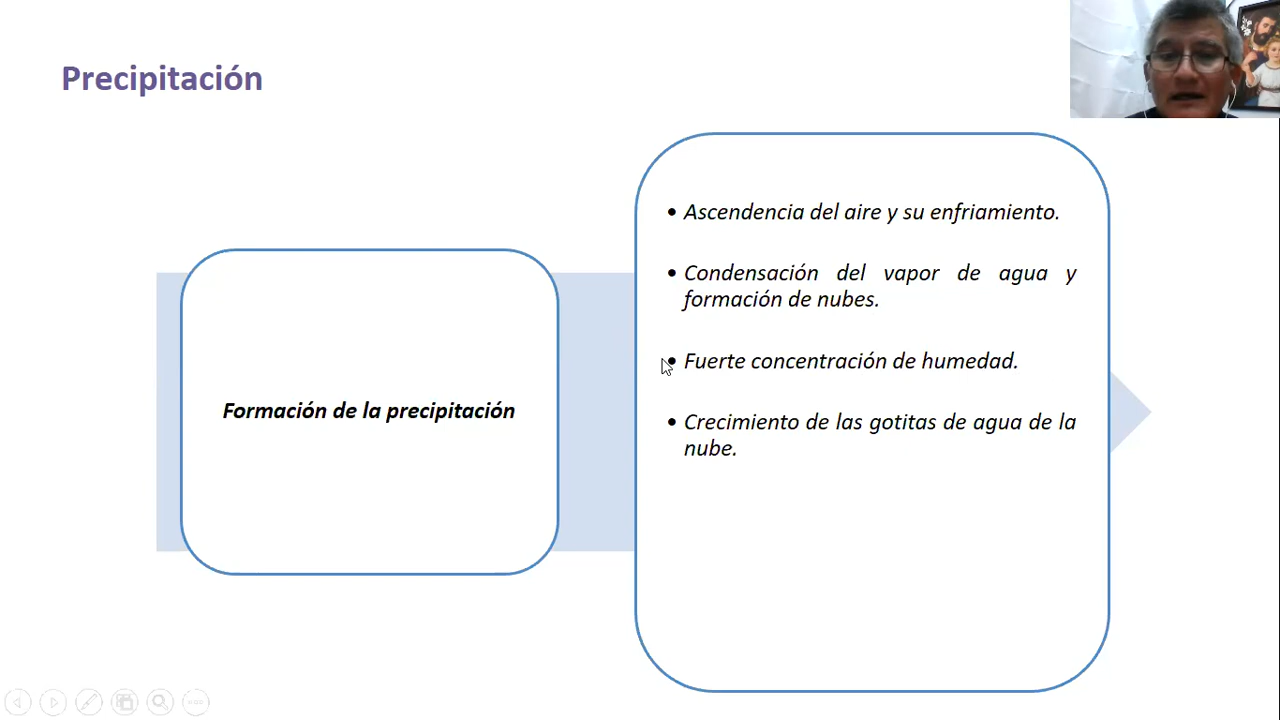 Precipitación
Formación de la precipitación
• Ascendencia del aire y su enfriamiento.
• Condensación del vapor de agua y
formación de nubes.
• Fuerte concentración de humedad.
• Crecimiento de las gotitas de agua de la
nube.